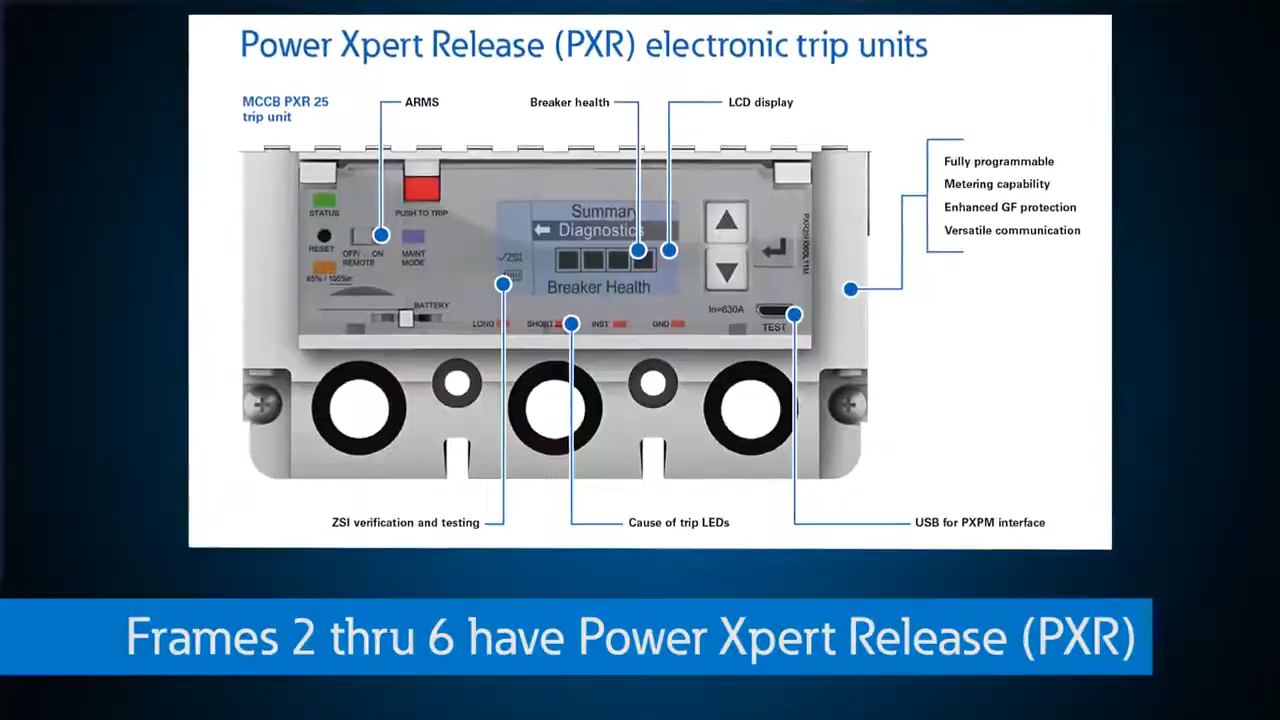 Power Xpert Release (PXR) electronic trip units
MCCB PXR 25
trip unit
ARMS
Breaker health
LCD display
Fully programmable
Metering capability
Enhanced GF protection
Versatile communication
STATUS
PUSH TO TRIP
RESET
OFF/
REMOTE
ON
MAINT
MODE
85% / 105%
BATTERY
Summary
Diagnostics
ZSI
Breaker Health
LONG
SHORT
INST
GND
In=630A
TEST
ZSI verification and testing
Cause of trip LEDs
USB for PXPM interface
Frames 2 thru 6 have Power Xpert Release (PXR)